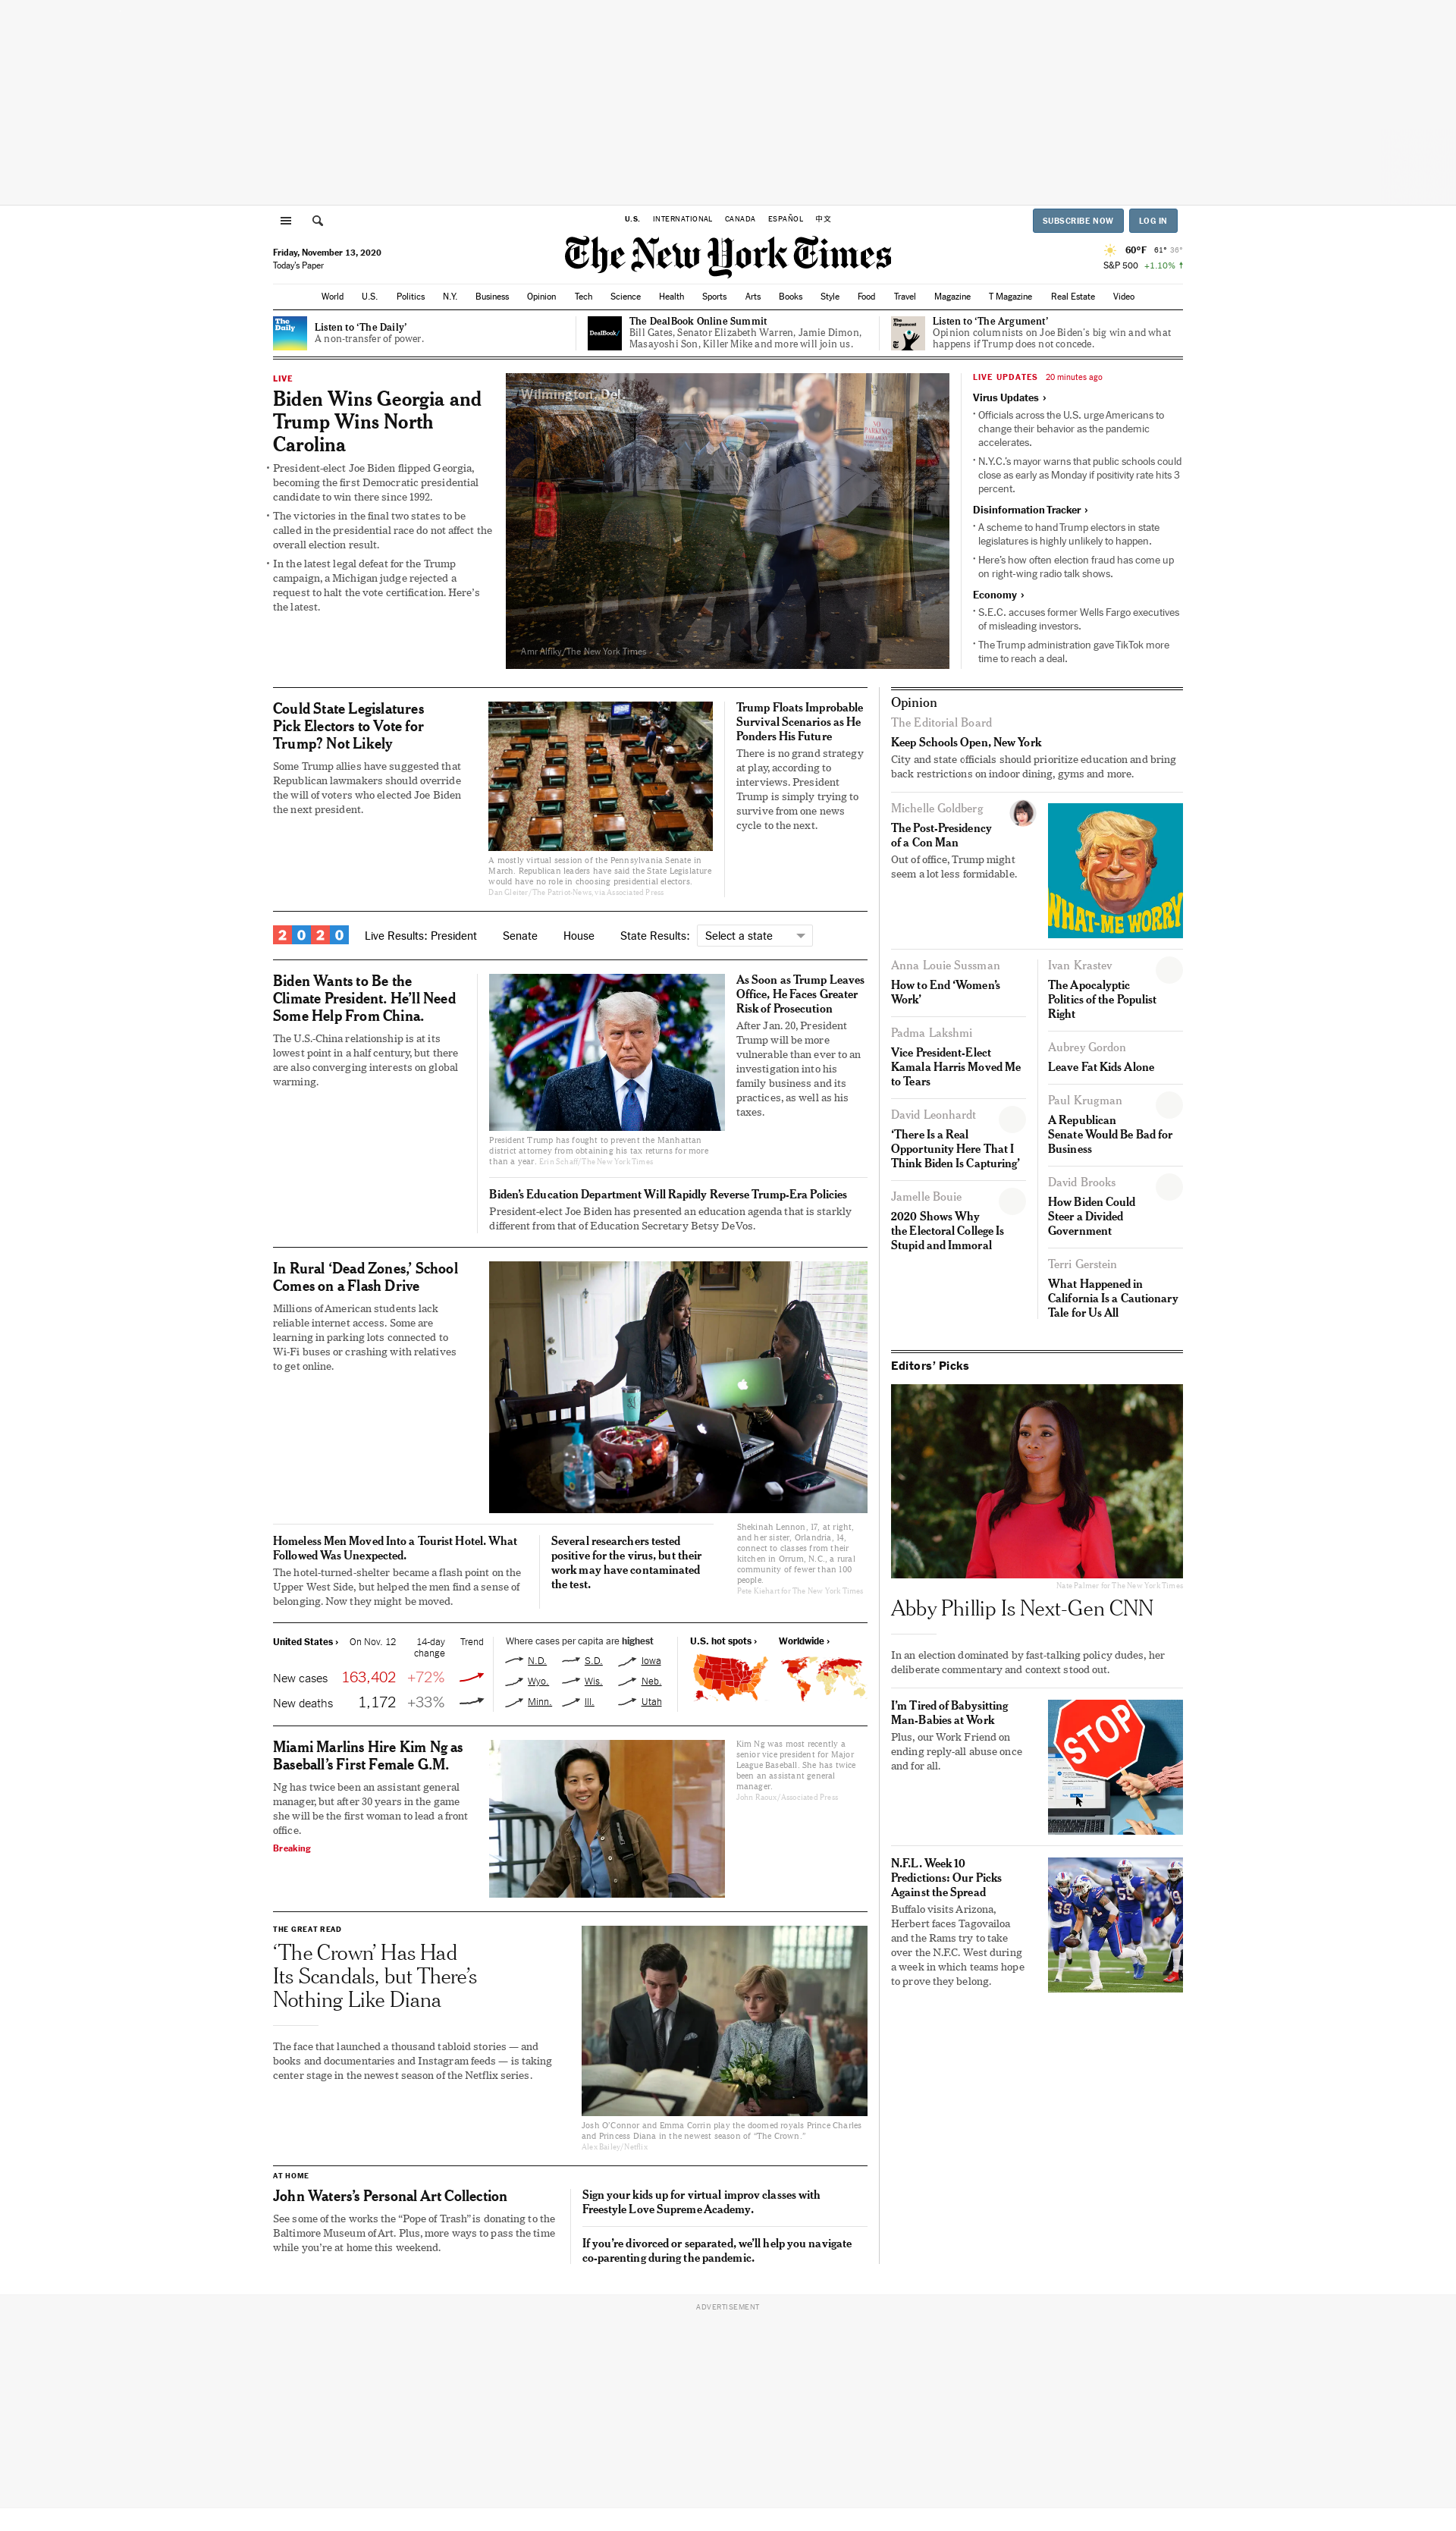 U.S. INTERNATIONAL CANADA ESPAÑOL 中文
SUBSCRIBE NOW LOG IN
Friday, November 13, 2020
Today's Paper
The New York Times
60°F 61° 36°
S&P 500 +1.10%
World U.S. Politics N.Y. Business Opinion Tech Science Health Sports Arts Books Style Food Travel Magazine T Magazine Real Estate Video
The Daily
Listen to ‘The Daily’
A non-transfer of power.
DealBook/
The DealBook Online Summit
Bill Gates, Senator Elizabeth Warren, Jamie Dimon,
Masayoshi Son, Killer Mike and more will join us.
The Argument
Listen to ‘The Argument’
Opinion columnists on Joe Biden’s big win and what
happens if Trump does not concede.
LIVE
Biden Wins Georgia and
Trump Wins North
Carolina
President-elect Joe Biden flipped Georgia,
becoming the first Democratic presidential
candidate to win there since 1992.
The victories in the final two states to be
called in the presidential race do not affect the
overall election result.
In the latest legal defeat for the Trump
campaign, a Michigan judge rejected a
request to halt the vote certification. Here’s
the latest.
Wilmington, Del.
NO
PARKING
Amr Alfiky/The New York Times
LIVE UPDATES 20 minutes ago
Virus Updates ›
Officials across the U.S. urge Americans to
change their behavior as the pandemic
accelerates.
N.Y.C.’s mayor warns that public schools could
close as early as Monday if positivity rate hits 3
percent.
Disinformation Tracker ›
A scheme to hand Trump electors in state
legislatures is highly unlikely to happen.
Here’s how often election fraud has come up
on right-wing radio talk shows.
Economy ›
S.E.C. accuses former Wells Fargo executives
of misleading investors.
The Trump administration gave TikTok more
time to reach a deal.
Could State Legislatures
Pick Electors to Vote for
Trump? Not Likely
Some Trump allies have suggested that
Republican lawmakers should override
the will of voters who elected Joe Biden
the next president.
A mostly virtual session of the Pennsylvania Senate in
March. Republican leaders have said the State Legislature
would have no role in choosing presidential electors.
Dan Gleiter/The Patriot-News, via Associated Press
Trump Floats Improbable
Survival Scenarios as He
Ponders His Future
There is no grand strategy
at play, according to
interviews. President
Trump is simply trying to
survive from one news
cycle to the next.
2020 Live Results: President Senate House State Results: Select a state
Biden Wants to Be the
Climate President. He’ll Need
Some Help From China.
The U.S.-China relationship is at its
lowest point in a half century, but there
are also converging interests on global
warming.
President Trump has fought to prevent the Manhattan
district attorney from obtaining his tax returns for more
than a year. Erin Schaff/The New York Times
As Soon as Trump Leaves
Office, He Faces Greater
Risk of Prosecution
After Jan. 20, President
Trump will be more
vulnerable than ever to an
investigation into his
family business and its
practices, as well as his
taxes.
Biden’s Education Department Will Rapidly Reverse Trump-Era Policies
President-elect Joe Biden has presented an education agenda that is starkly
different from that of Education Secretary Betsy DeVos.
In Rural ‘Dead Zones,’ School
Comes on a Flash Drive
Millions of American students lack
reliable internet access. Some are
learning in parking lots connected to
Wi-Fi buses or crashing with relatives
to get online.
Shekinah Lennon, 17, at right,
and her sister, Orlandria, 14,
connect to classes from their
kitchen in Orrum, N.C., a rural
community of fewer than 100
people.
Pete Kiehart for The New York Times
Homeless Men Moved Into a Tourist Hotel. What
Followed Was Unexpected.
The hotel-turned-shelter became a flash point on the
Upper West Side, but helped the men find a sense of
belonging. Now they might be moved.
Several researchers tested
positive for the virus, but their
work may have contaminated
the test.
United States › On Nov. 12 14-day Trend
change
New cases 163,402 +72%
New deaths 1,172 +33%
Where cases per capita are highest
N.D. S.D. Iowa
Wyo. Wis. Neb.
Minn. Ill. Utah
U.S. hot spots › Worldwide ›
Miami Marlins Hire Kim Ng as
Baseball’s First Female G.M.
Ng has twice been an assistant general
manager, but after 30 years in the game
she will be the first woman to lead a front
office.
Breaking
Kim Ng was most recently a
senior vice president for Major
League Baseball. She has twice
been an assistant general
manager.
John Raoux/Associated Press
THE GREAT READ
‘The Crown’ Has Had
Its Scandals, but There’s
Nothing Like Diana
The face that launched a thousand tabloid stories — and
books and documentaries and Instagram feeds — is taking
center stage in the newest season of the Netflix series.
Josh O’Connor and Emma Corrin play the doomed royals Prince Charles
and Princess Diana in the newest season of “The Crown.”
Alex Bailey/Netflix
AT HOME
John Waters’s Personal Art Collection
See some of the works the “Pope of Trash” is donating to the
Baltimore Museum of Art. Plus, more ways to pass the time
while you’re at home this weekend.
Sign your kids up for virtual improv classes with
Freestyle Love Supreme Academy.
If you’re divorced or separated, we’ll help you navigate
co-parenting during the pandemic.
Opinion
The Editorial Board
Keep Schools Open, New York
City and state officials should prioritize education and bring
back restrictions on indoor dining, gyms and more.
Michelle Goldberg
The Post-Presidency
of a Con Man
Out of office, Trump might
seem a lot less formidable.
WHAT-ME WORRY
Anna Louie Sussman
How to End ‘Women’s
Work’
Padma Lakshmi
Vice President-Elect
Kamala Harris Moved Me
to Tears
David Leonhardt
‘There Is a Real
Opportunity Here That I
Think Biden Is Capturing’
Jamelle Bouie
2020 Shows Why
the Electoral College Is
Stupid and Immoral
Ivan Krastev
The Apocalyptic
Politics of the Populist
Right
Aubrey Gordon
Leave Fat Kids Alone
Paul Krugman
A Republican
Senate Would Be Bad for
Business
David Brooks
How Biden Could
Steer a Divided
Government
Terri Gerstein
What Happened in
California Is a Cautionary
Tale for Us All
Editors’ Picks
Nate Palmer for The New York Times
Abby Phillip Is Next-Gen CNN
In an election dominated by fast-talking policy dudes, her
deliberate commentary and context stood out.
I’m Tired of Babysitting
Man-Babies at Work
Plus, our Work Friend on
ending reply-all abuse once
and for all.
STOP
N.F.L. Week 10
Predictions: Our Picks
Against the Spread
Buffalo visits Arizona,
Herbert faces Tagovailoa
and the Rams try to take
over the N.F.C. West during
a week in which teams hope
to prove they belong.
39
55
ADVERTISEMENT